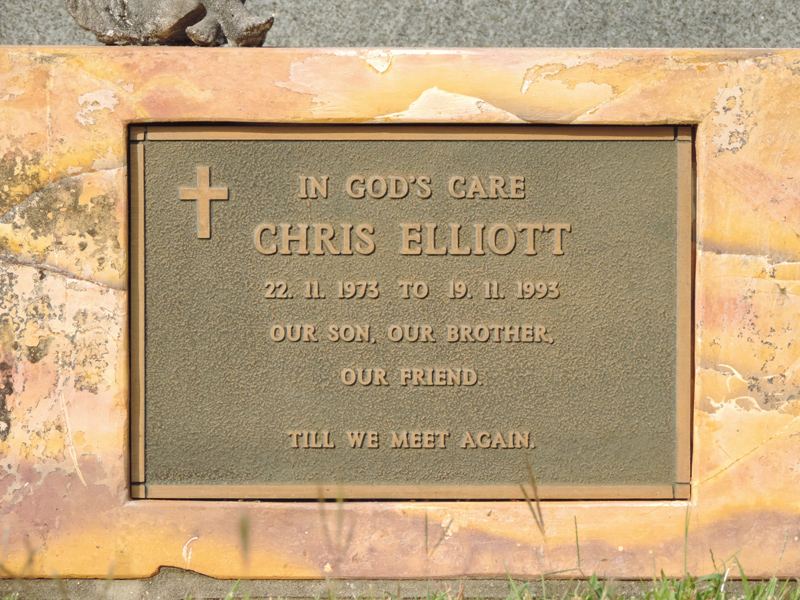 IN GOD'S CARE
CHRIS ELLIOTT
22. 11. 1973 TO 19. 11. 1993
OUR SON, OUR BROTHER,
OUR FRIEND.
TILL WE MEET AGAIN.